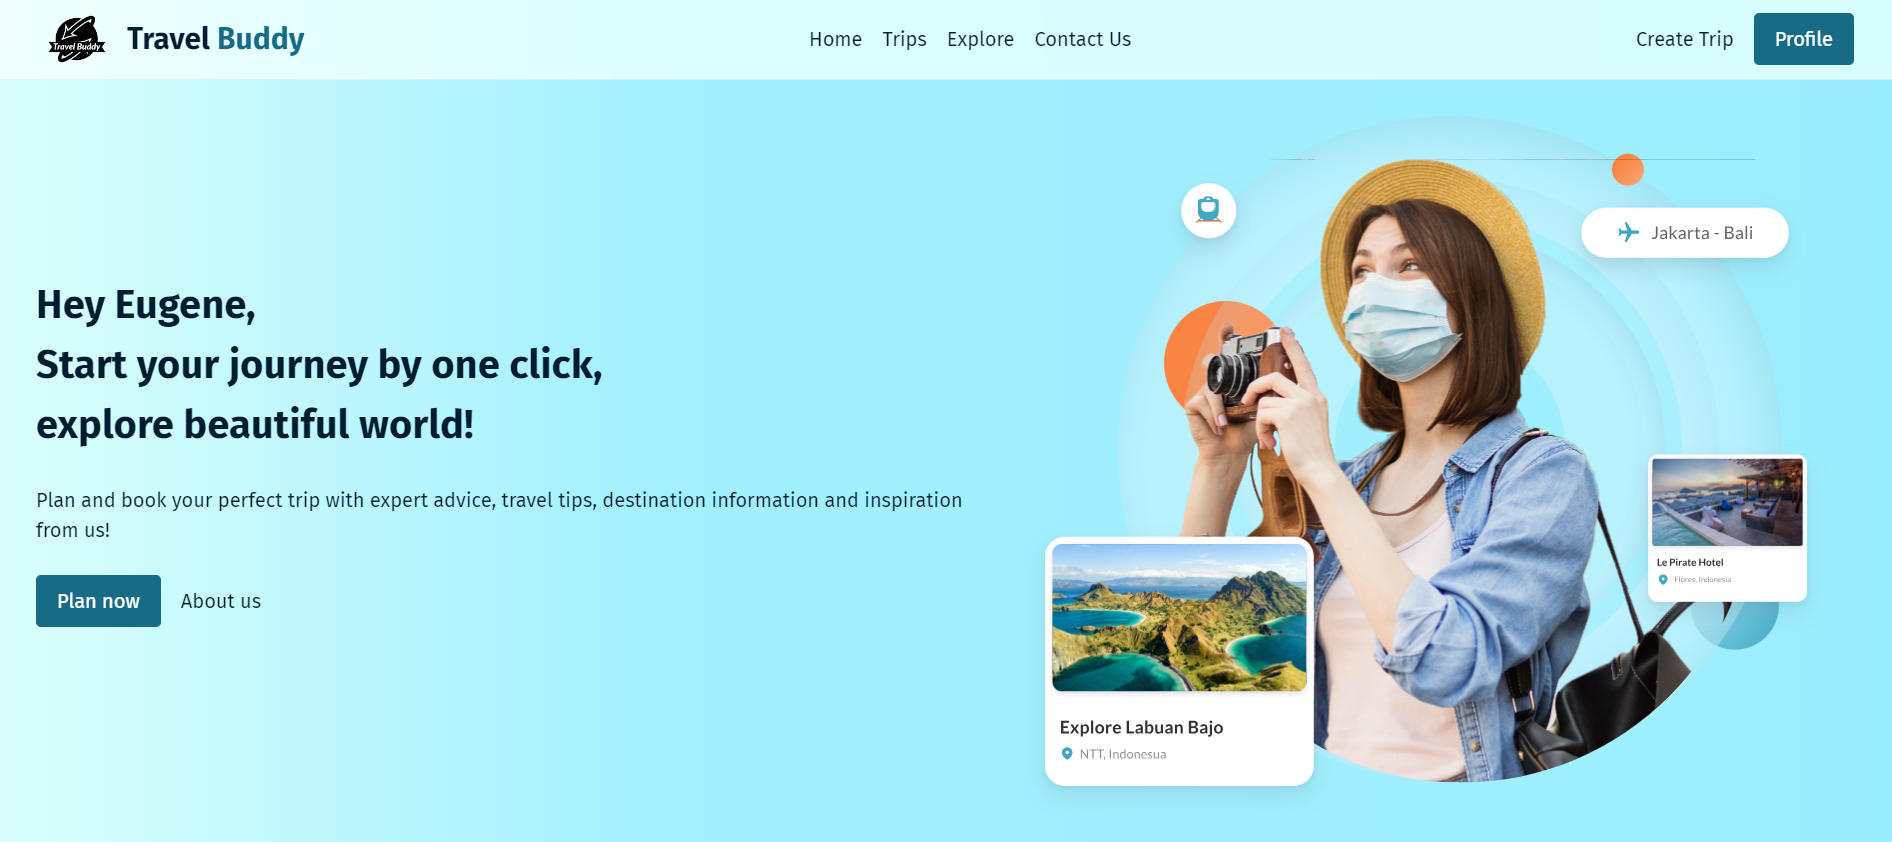 Travel Buddy
Travel Buddy
Home
Trips
Explore
Contact Us
Create Trip
Profile
Hey Eugene,
Start your journey by one click,
explore beautiful world!
Plan and book your perfect trip with expert advice, travel tips, destination information and inspiration
from us!
Plan now
About us
Jakarta - Bali
Le Pirate Hotel
Flores, Indonesia
Explore Labuan Bajo
NTT, Indonesua